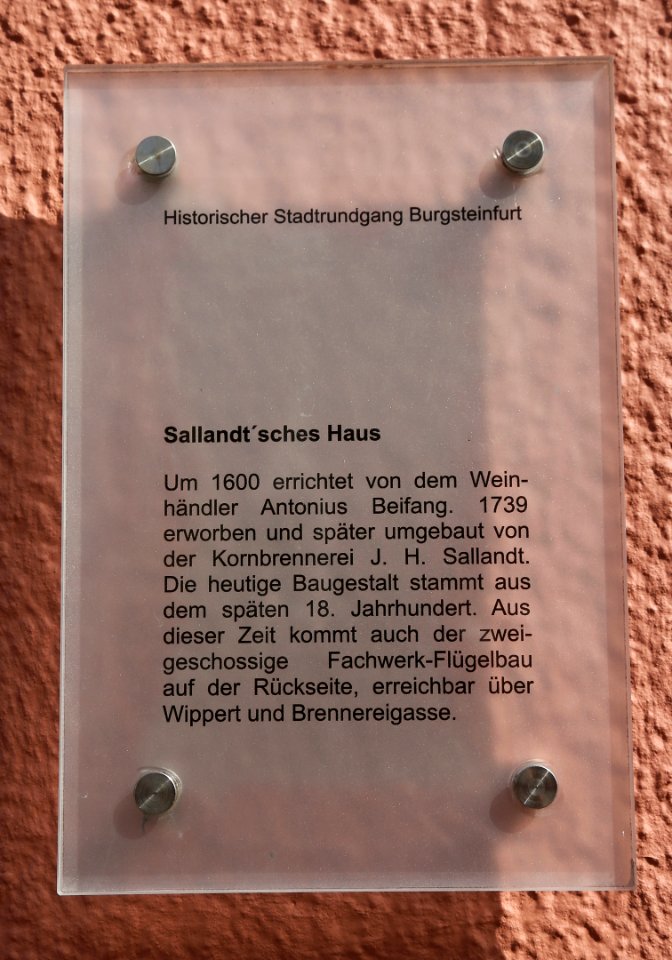 Historischer Stadtrundgang Burgsteinfurt
Sallandt´sches Haus
Um 1600 errichtet von dem Wein-
händler Antonius Beifang. 1739
erworben und später umgebaut von
der Kornbrennerei J. H. Sallandt.
Die heutige Baugestalt stammt aus
dem späten 18. Jahrhundert. Aus
dieser Zeit kommt auch der zwei-
geschossige Fachwerk-Flügelbau
auf der Rückseite, erreichbar über
Wippert und Brennereigasse.